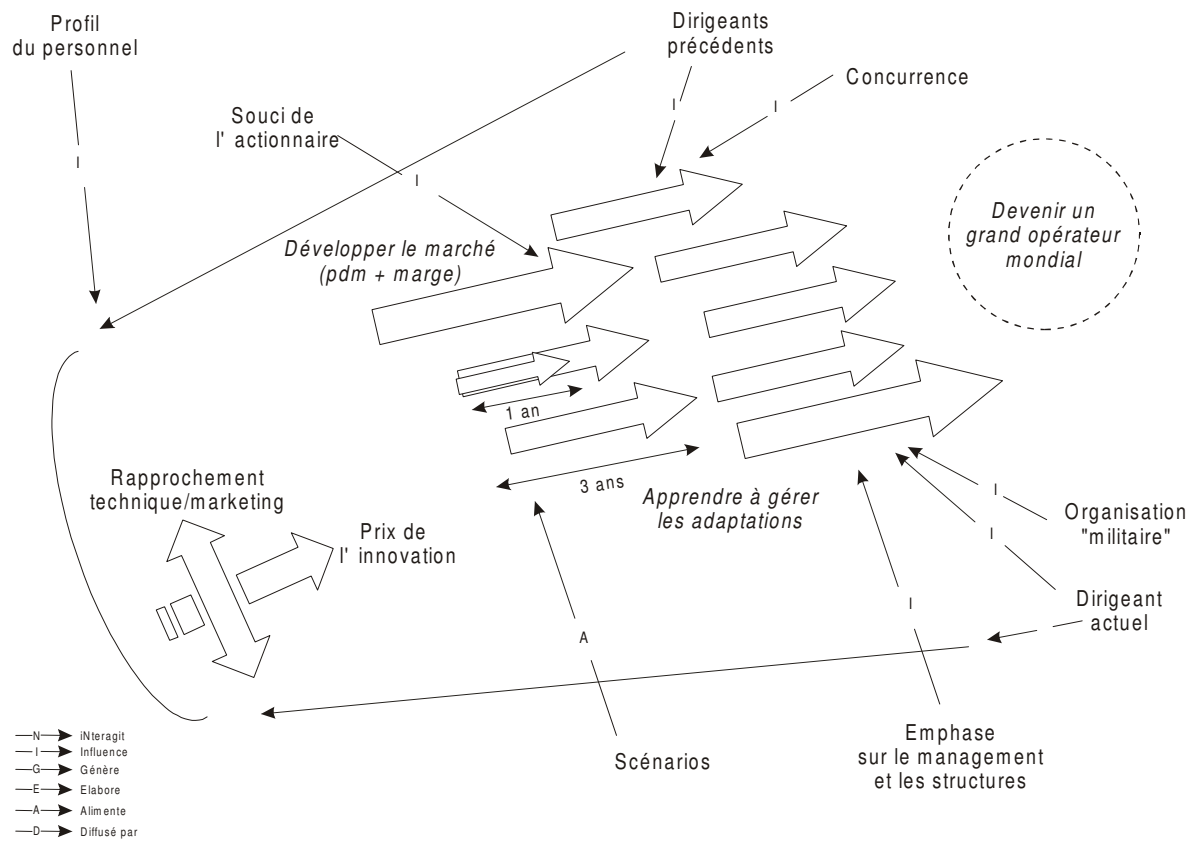 Profil
du personnel
Dirigeants
précédents
Concurrence
I
I
Souci de
l' actionnaire
I
I
Devenir un
grand opérateur
mondial
Développer le marché
(pdm + marge)
1 an
3 ans
Rapprochement
technique/marketing
Apprendre à gérer
les adaptations
I
Organisation
"militaire"
Prix de
l' innovation
I
Dirigeant
actuel
I
A
Emphase
sur le management
et les structures
Scénarios
N iNteragit
I Influence
G Génère
E Elabore
A Alimente
D Diffusé par